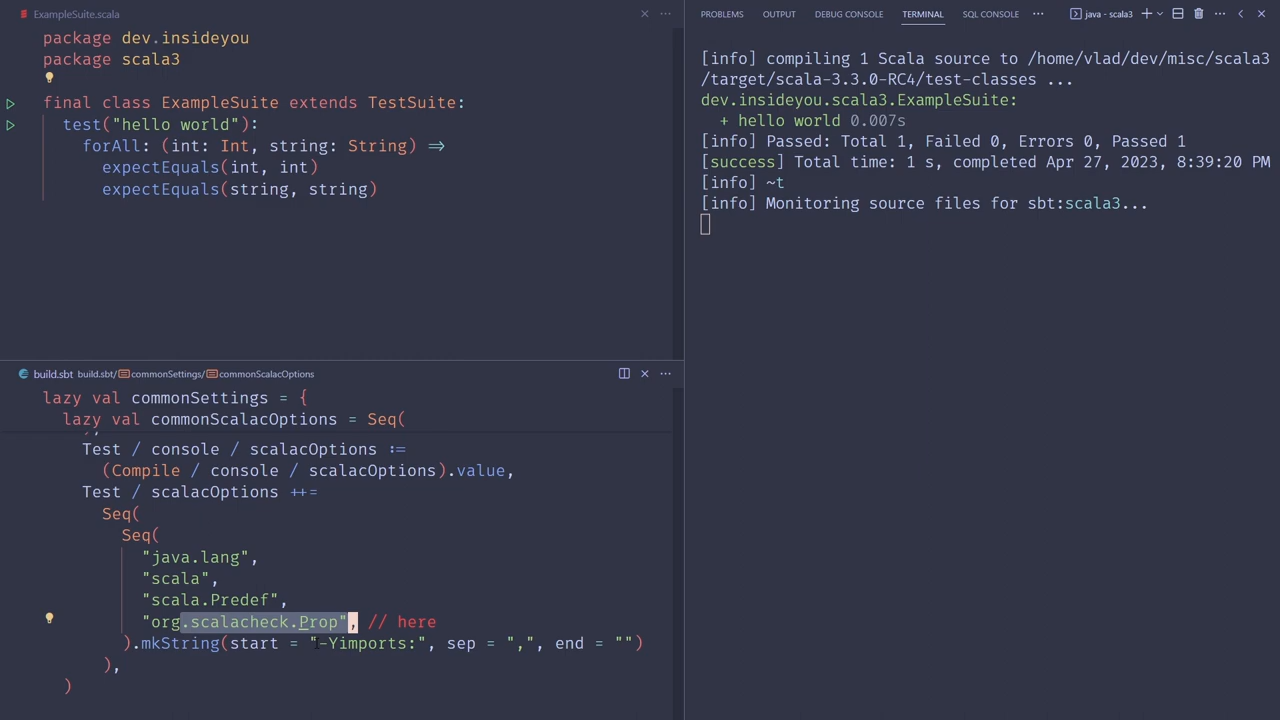 ExampleSuite.scala
package dev.insideyou
package scala3
final class ExampleSuite extends TestSuite:
test("hello world"):
forAll: (int: Int, string: String) =>
expectEquals(int, int)
expectEquals(string, string)
build.sbt build.sbt/ commonSettings/ commonScalacOptions
lazy val commonSettings = {
lazy val commonScalacOptions = Seq(
Test / console / scalacOptions :=
(Compile / console / scalacOptions).value,
Test / scalacOptions ++=
Seq(
Seq(
"java.lang",
"scala",
"scala.Predef",
"org.scalacheck.Prop", // here
).mkString(start = "-Yimports:", sep = ",", end = "")
),
)
PROBLEMS OUTPUT DEBUG CONSOLE TERMINAL SQL CONSOLE java - scala3
[info] compiling 1 Scala source to /home/vlad/dev/misc/scala3
/target/scala-3.3.0-RC4/test-classes ...
dev.insideyou.scala3.ExampleSuite:
+ hello world 0.007s
[info] Passed: Total 1, Failed 0, Errors 0, Passed 1
[success] Total time: 1 s, completed Apr 27, 2023, 8:39:20 PM
[info] ~t
[info] Monitoring source files for sbt:scala3...